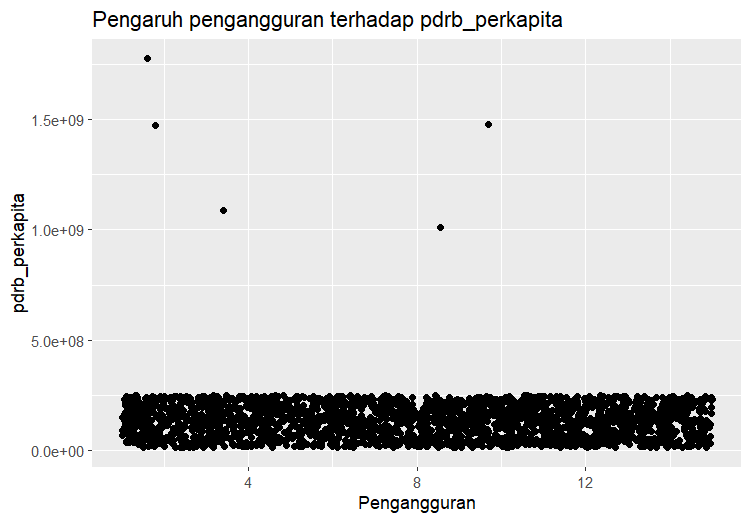 Pengaruh pengangguran terhadap pdrb_perkapita
1.5e+09
1.0e+09
5.0e+08
0.0e+00
pdrb_perkapita
4 8 12
Pengangguran